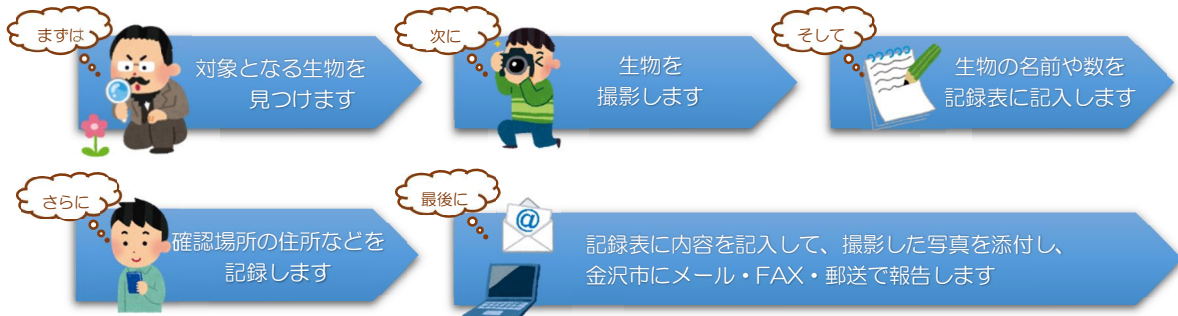 まずは
対象となる生物を
見つけます
次に
生物を
撮影します
そして
生物の名前や数を
記録表に記入します
さらに
確認場所の住所などを
記録します
最後に
@
記録表に内容を記入して、撮影した写真を添付し、
金沢市にメール・FAX・郵送で報告します